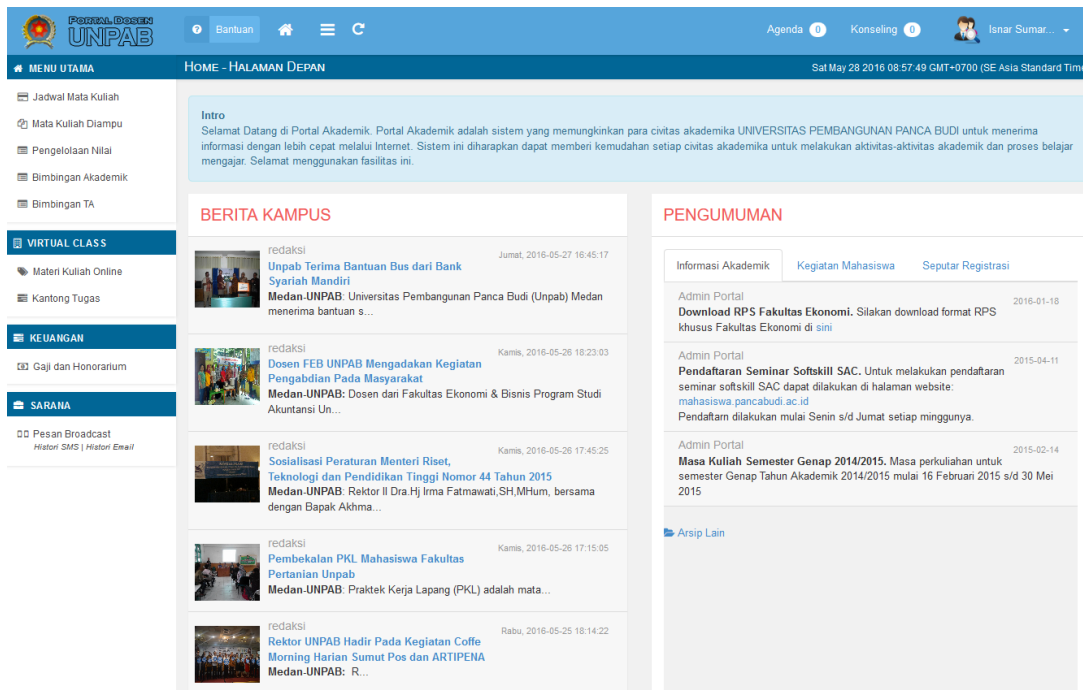 PORTAL DOSEN
UNPAB
Bantuan
Agenda 0
Konseling 0
Isnar Sumar...
MENU UTAMA
Jadwal Mata Kuliah
Mata Kuliah Diampu
Pengelolaan Nilai
Bimbingan Akademik
Bimbingan TA
VIRTUAL CLASS
Materi Kuliah Online
Kantong Tugas
KEUANGAN
Gaji dan Honorarium
SARANA
Pesan Broadcast
Histori SMS | Histori Email
HOME - HALAMAN DEPAN
Sat May 28 2016 08:57:49 GMT+0700 (SE Asia Standard Time
Intro
Selamat Datang di Portal Akademik. Portal Akademik adalah sistem yang memungkinkan para civitas akademika UNIVERSITAS PEMBANGUNAN PANCA BUDI untuk menerima
informasi dengan lebih cepat melalui Internet. Sistem ini diharapkan dapat memberi kemudahan setiap civitas akademika untuk melakukan aktivitas-aktivitas akademik dan proses belajar
mengajar. Selamat menggunakan fasilitas ini.
BERITA KAMPUS
redaksi
Jumat, 2016-05-27 16:45:17
Unpab Terima Bantuan Bus dari Bank
Syariah Mandiri
Medan-UNPAB: Universitas Pembangunan Panca Budi (Unpab) Medan
menerima bantuan s...
redaksi
Kamis, 2016-05-26 18:23:03
Dosen FEB UNPAB Mengadakan Kegiatan
Pengabdian Pada Masyarakat
Medan-UNPAB: Dosen dari Fakultas Ekonomi & Bisnis Program Studi
Akuntansi Un...
redaksi
Kamis, 2016-05-26 17:45:25
Sosialisasi Peraturan Menteri Riset,
Teknologi dan Pendidikan Tinggi Nomor 44 Tahun 2015
Medan-UNPAB: Rektor II Dra.Hj Irma Fatmawati,SH,MHum, bersama
dengan Bapak Akhma...
redaksi
Kamis, 2016-05-26 17:15:05
Pembekalan PKL Mahasiswa Fakultas
Pertanian Unpab
Medan-UNPAB: Praktek Kerja Lapang (PKL) adalah mata...
redaksi
Rabu, 2016-05-25 18:14:22
Rektor UNPAB Hadir Pada Kegiatan Coffe
Morning Harian Sumut Pos dan ARTIPENA
Medan-UNPAB: R...
PENGUMUMAN
Informasi Akademik
Kegiatan Mahasiswa
Seputar Registrasi
Admin Portal
2016-01-18
Download RPS Fakultas Ekonomi. Silakan download format RPS
khusus Fakultas Ekonomi di sini
Admin Portal
2015-04-11
Pendaftaran Seminar Softskill SAC. Untuk melakukan pendaftaran
seminar softskill SAC dapat dilakukan di halaman website:
mahasiswa.pancabudi.ac.id
Pendaftarn dilakukan mulai Senin s/d Jumat setiap minggunya.
Admin Portal
2015-02-14
Masa Kuliah Semester Genap 2014/2015. Masa perkuliahan untuk
semester Genap Tahun Akademik 2014/2015 mulai 16 Februari 2015 s/d 30 Mei
2015
Arsip Lain